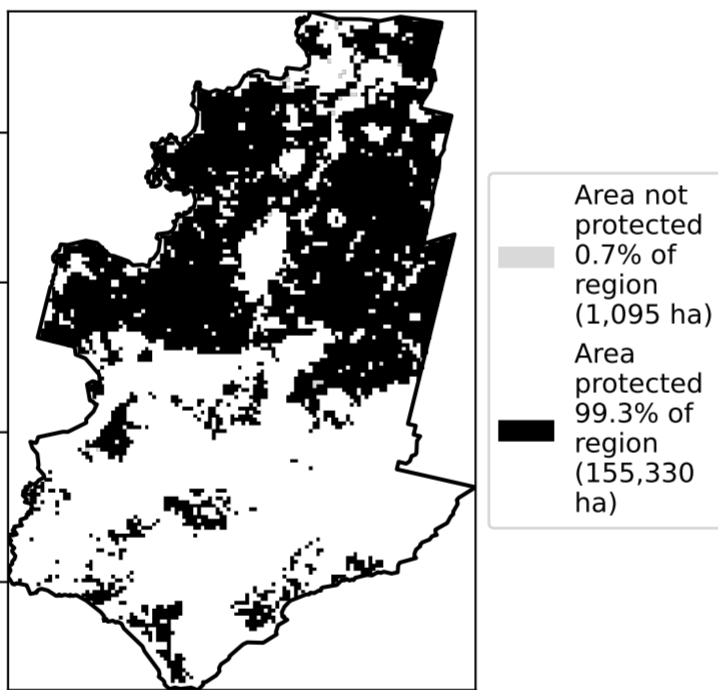 Area not
protected
0.7% of
region
(1,095 ha)
Area
protected
99.3% of
region
(155,330
ha)